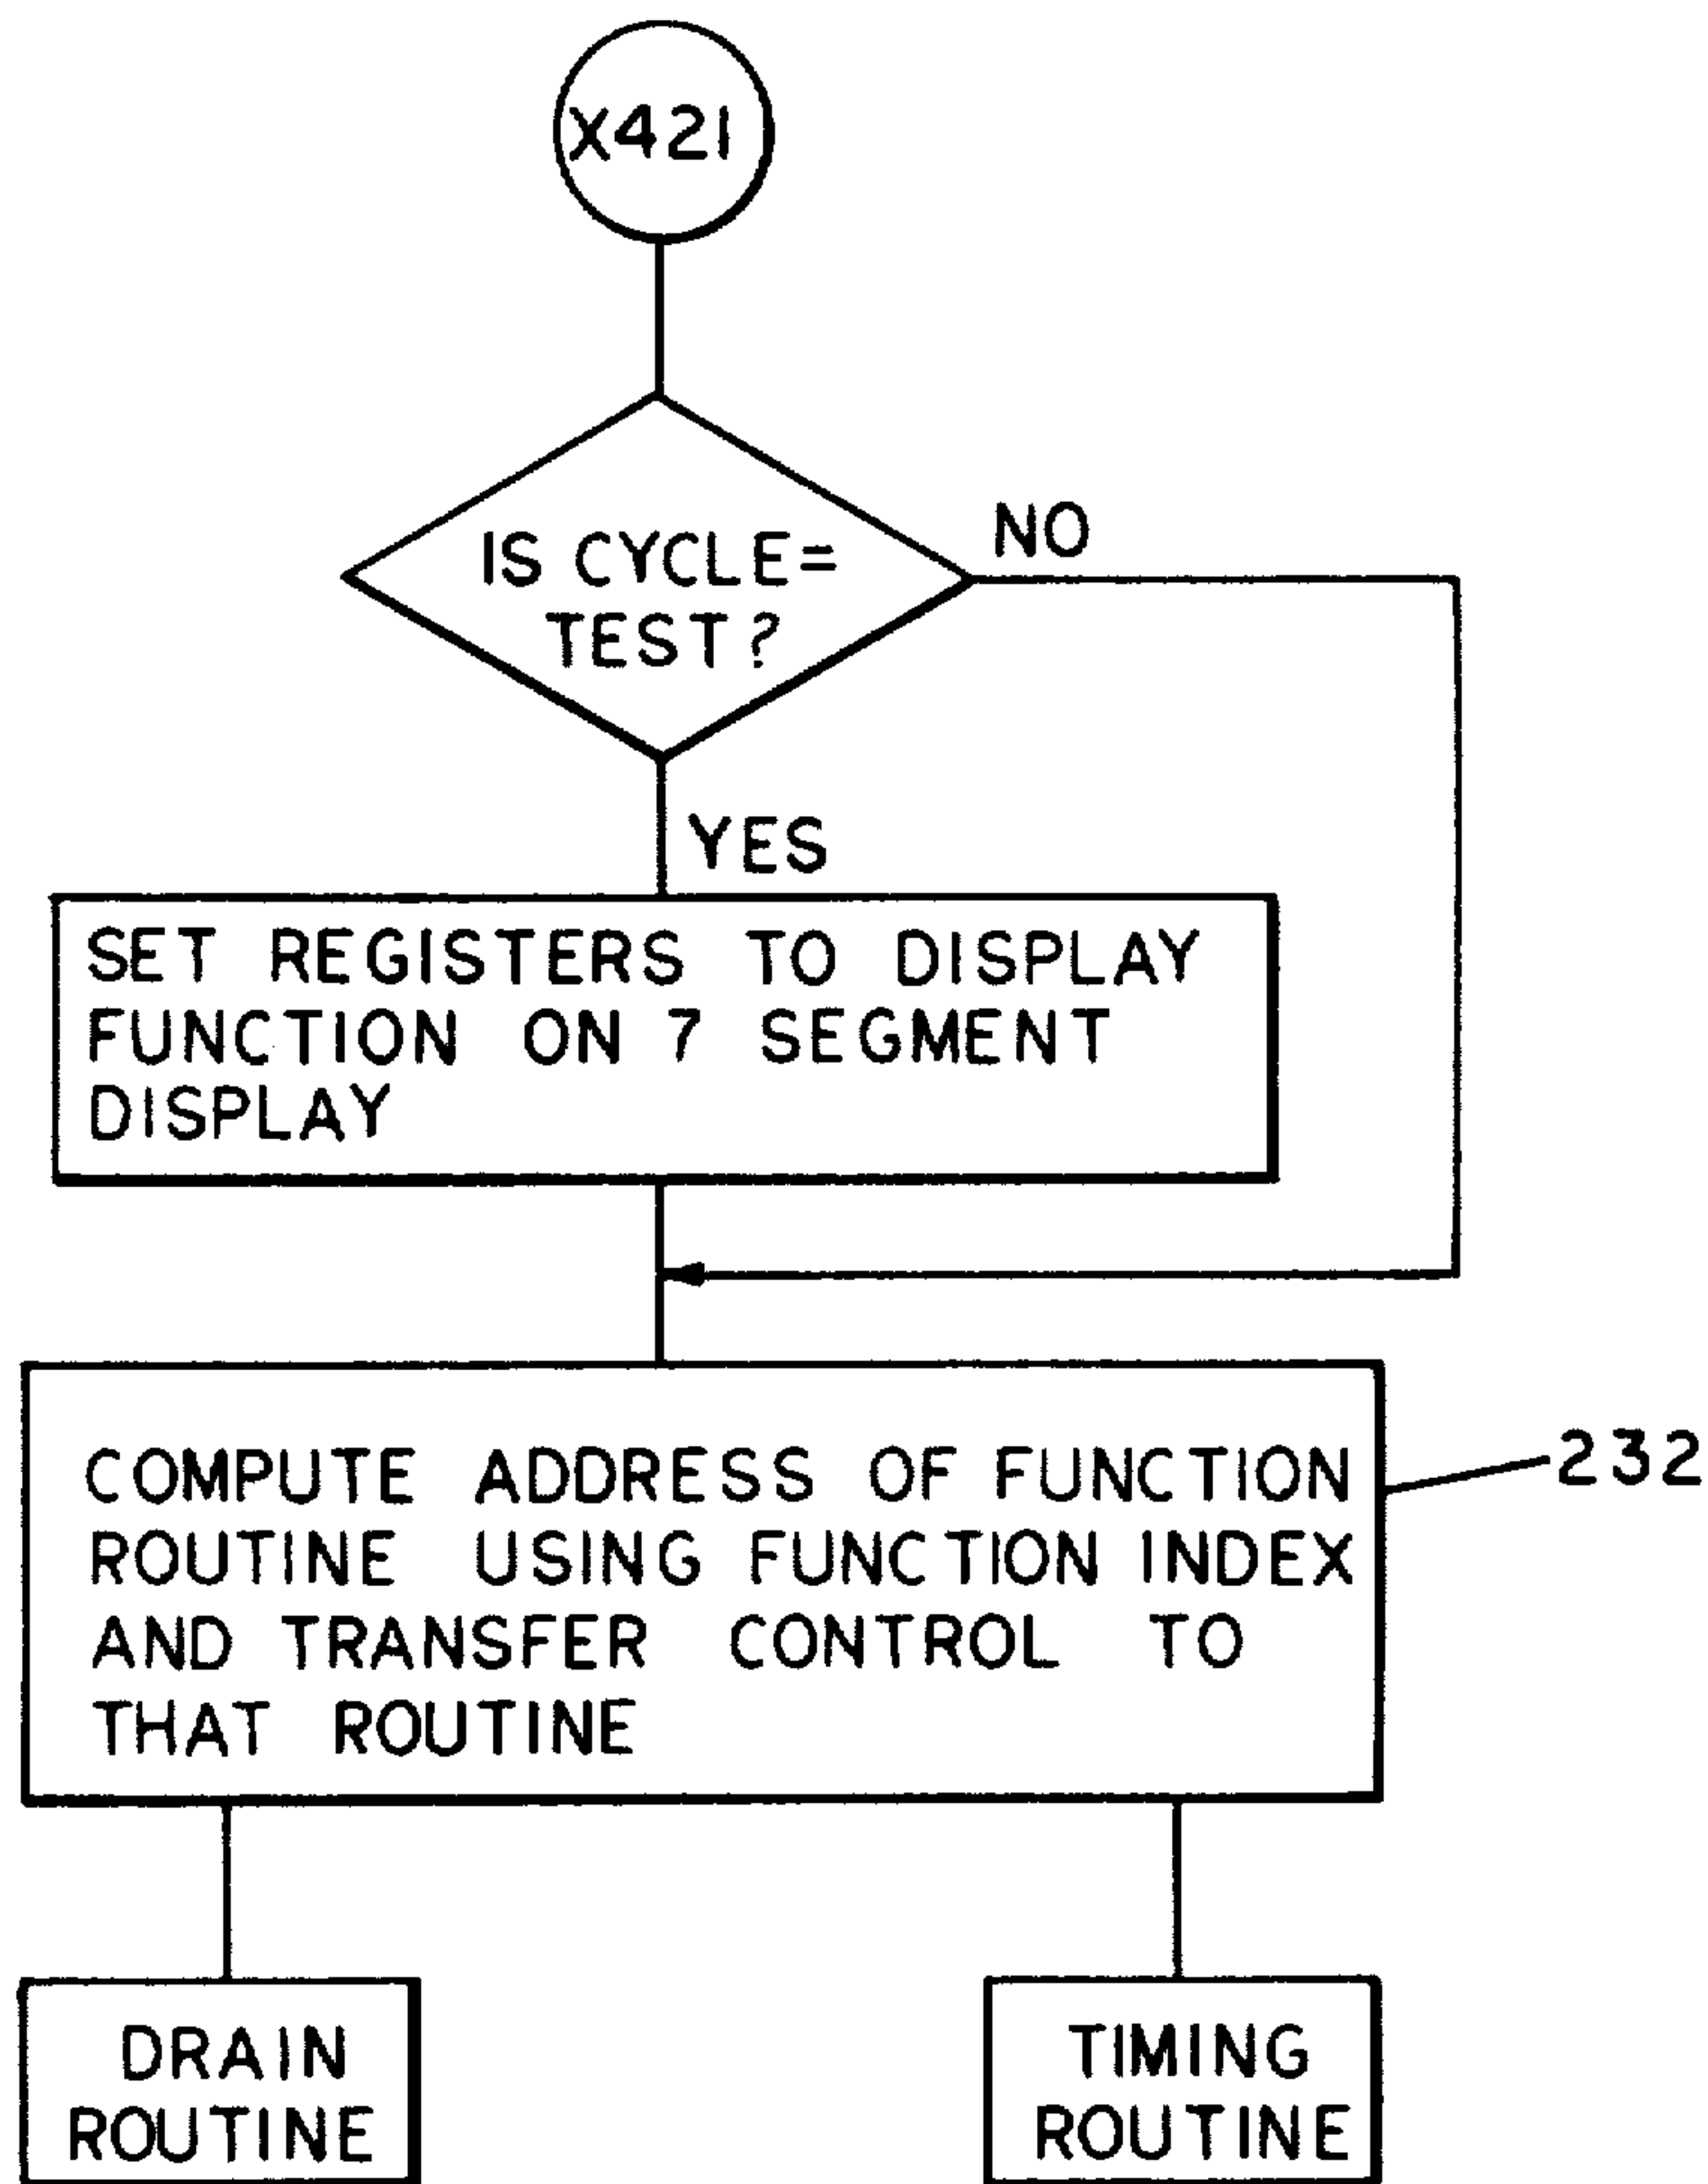 X421
IS CYCLE=
TEST?
NO
YES
SET REGISTERS TO DISPLAY
FUNCTION ON 7 SEGMENT
DISPLAY
COMPUTE ADDRESS OF FUNCTION
ROUTINE USING FUNCTION INDEX
AND TRANSFER CONTROL TO
THAT ROUTINE
232
DRAIN
ROUTINE
TIMING
ROUTINE